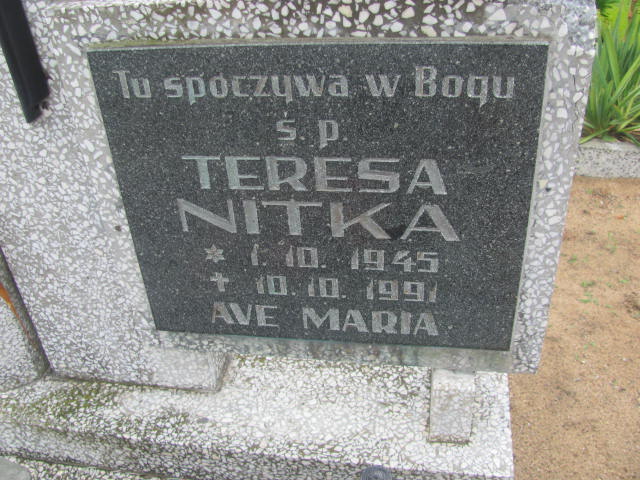 Tu spoczywa w Bogu
ś. p
TERESA
NITKA
* 1. 10. 1945
✝ 10. 10. 1991
AVE MARIA